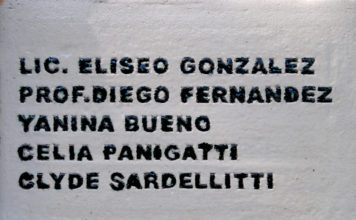 LIC. ELISEO GONZALEZ
PROF.DIEGO FERNANDEZ
YANINA BUENO
CELIA PANIGATTI
CLYDE SARDELLITTI